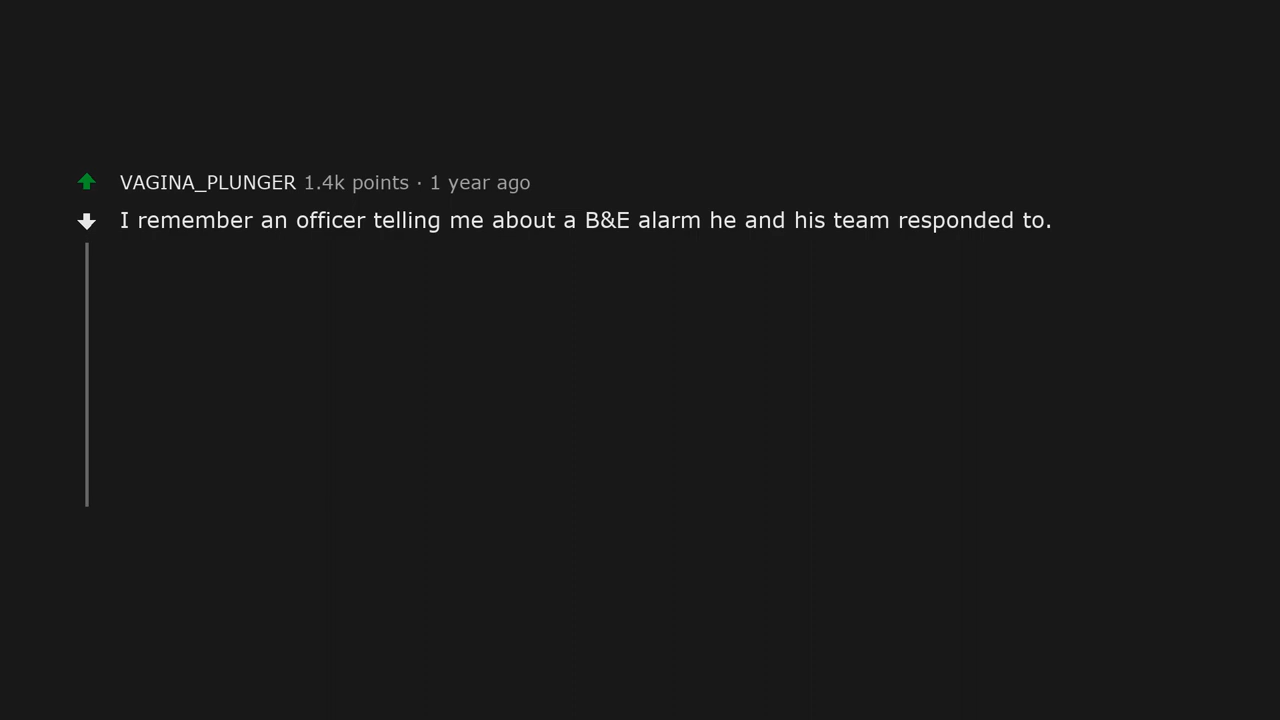 VAGINA_PLUNGER 1.4k points · 1 year ago
I remember an officer telling me about a B&E alarm he and his team responded to.